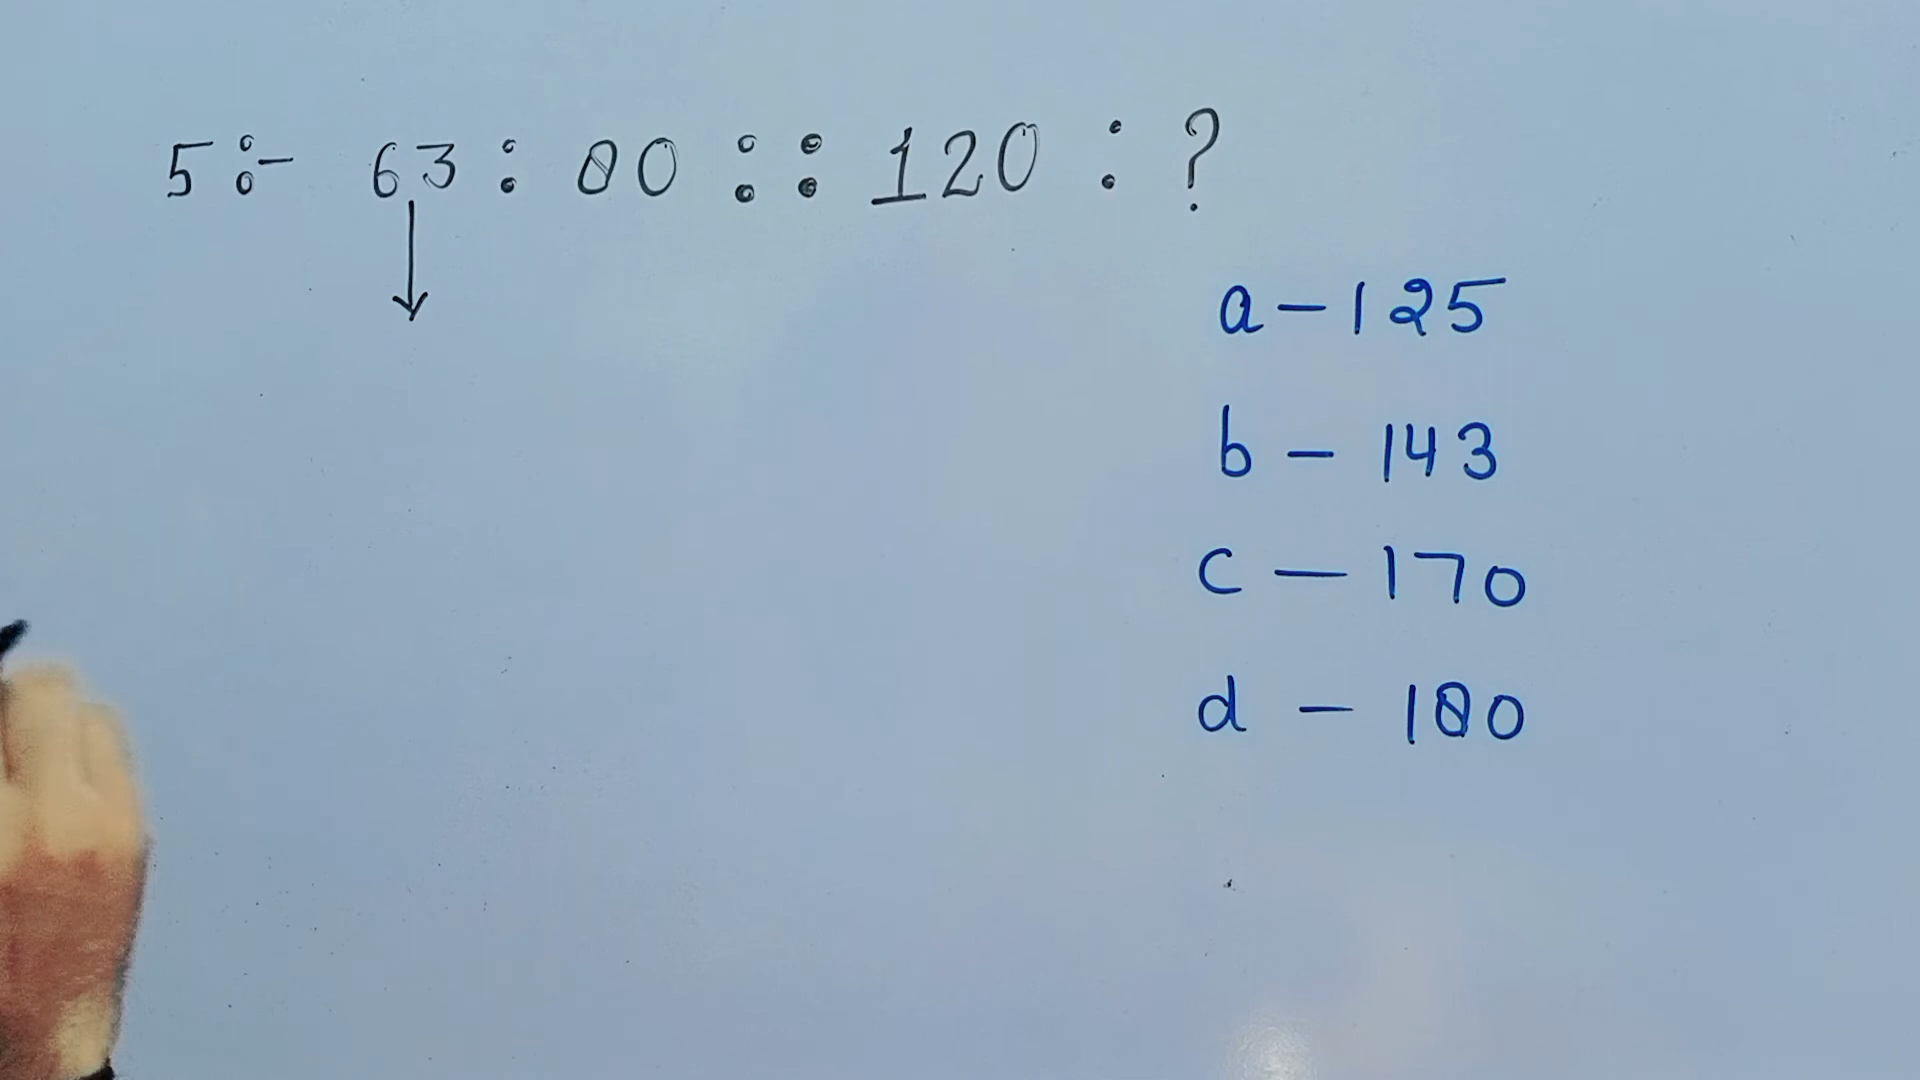 5:- 63 : 80 :: 120 : ?
a - 125
b - 143
c - 170
d - 180